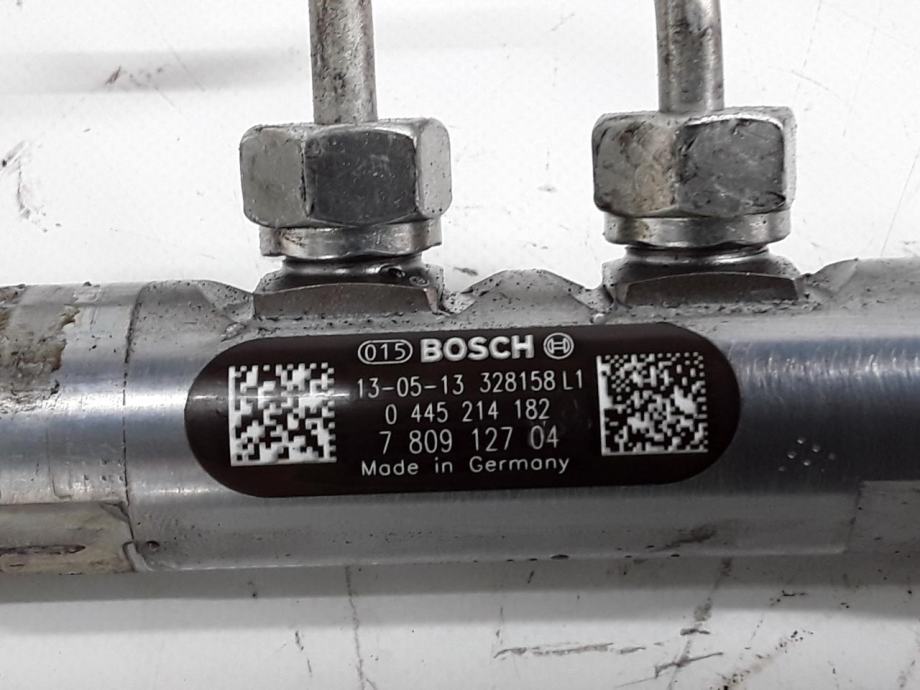 015 BOSCH
13-05-13 328158 L1
0 445 214 182
7 809 127 04
Made in Germany